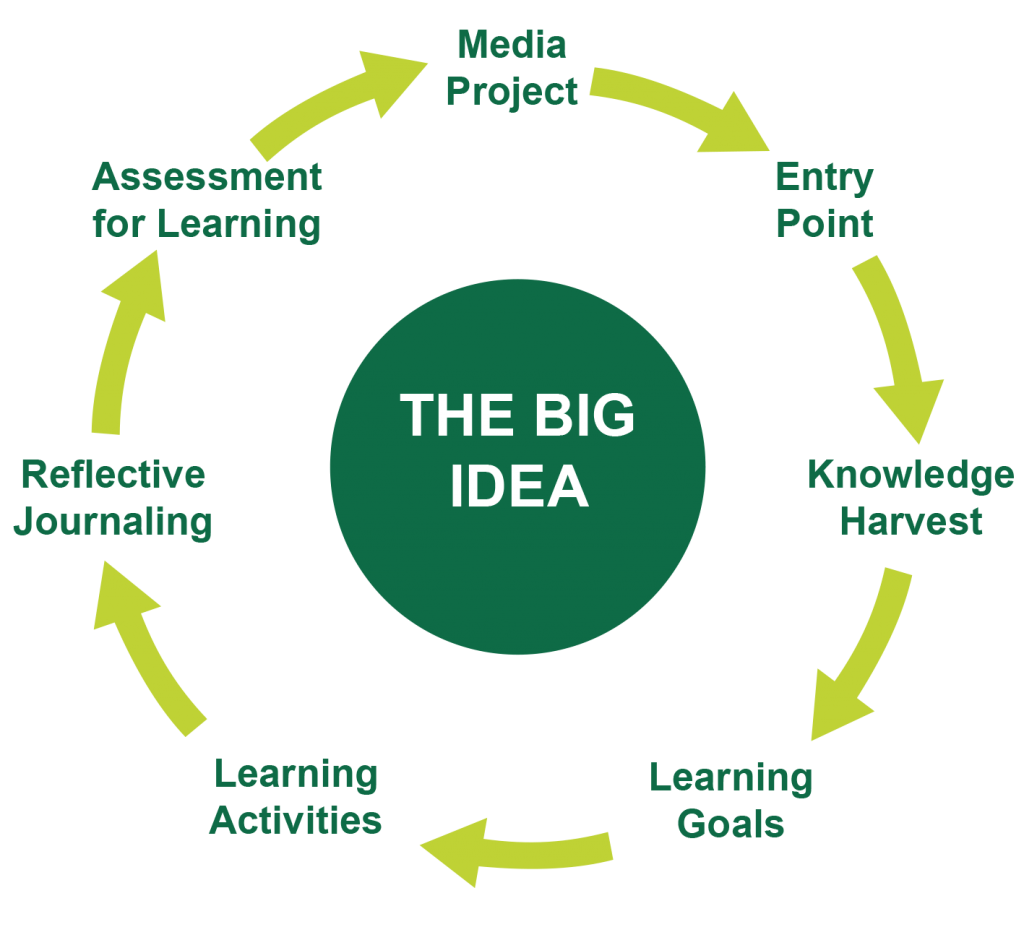 Media
Project
Entry
Point
Knowledge
Harvest
Learning
Goals
Learning
Activities
Reflective
Journaling
Assessment
for Learning
THE BIG
IDEA